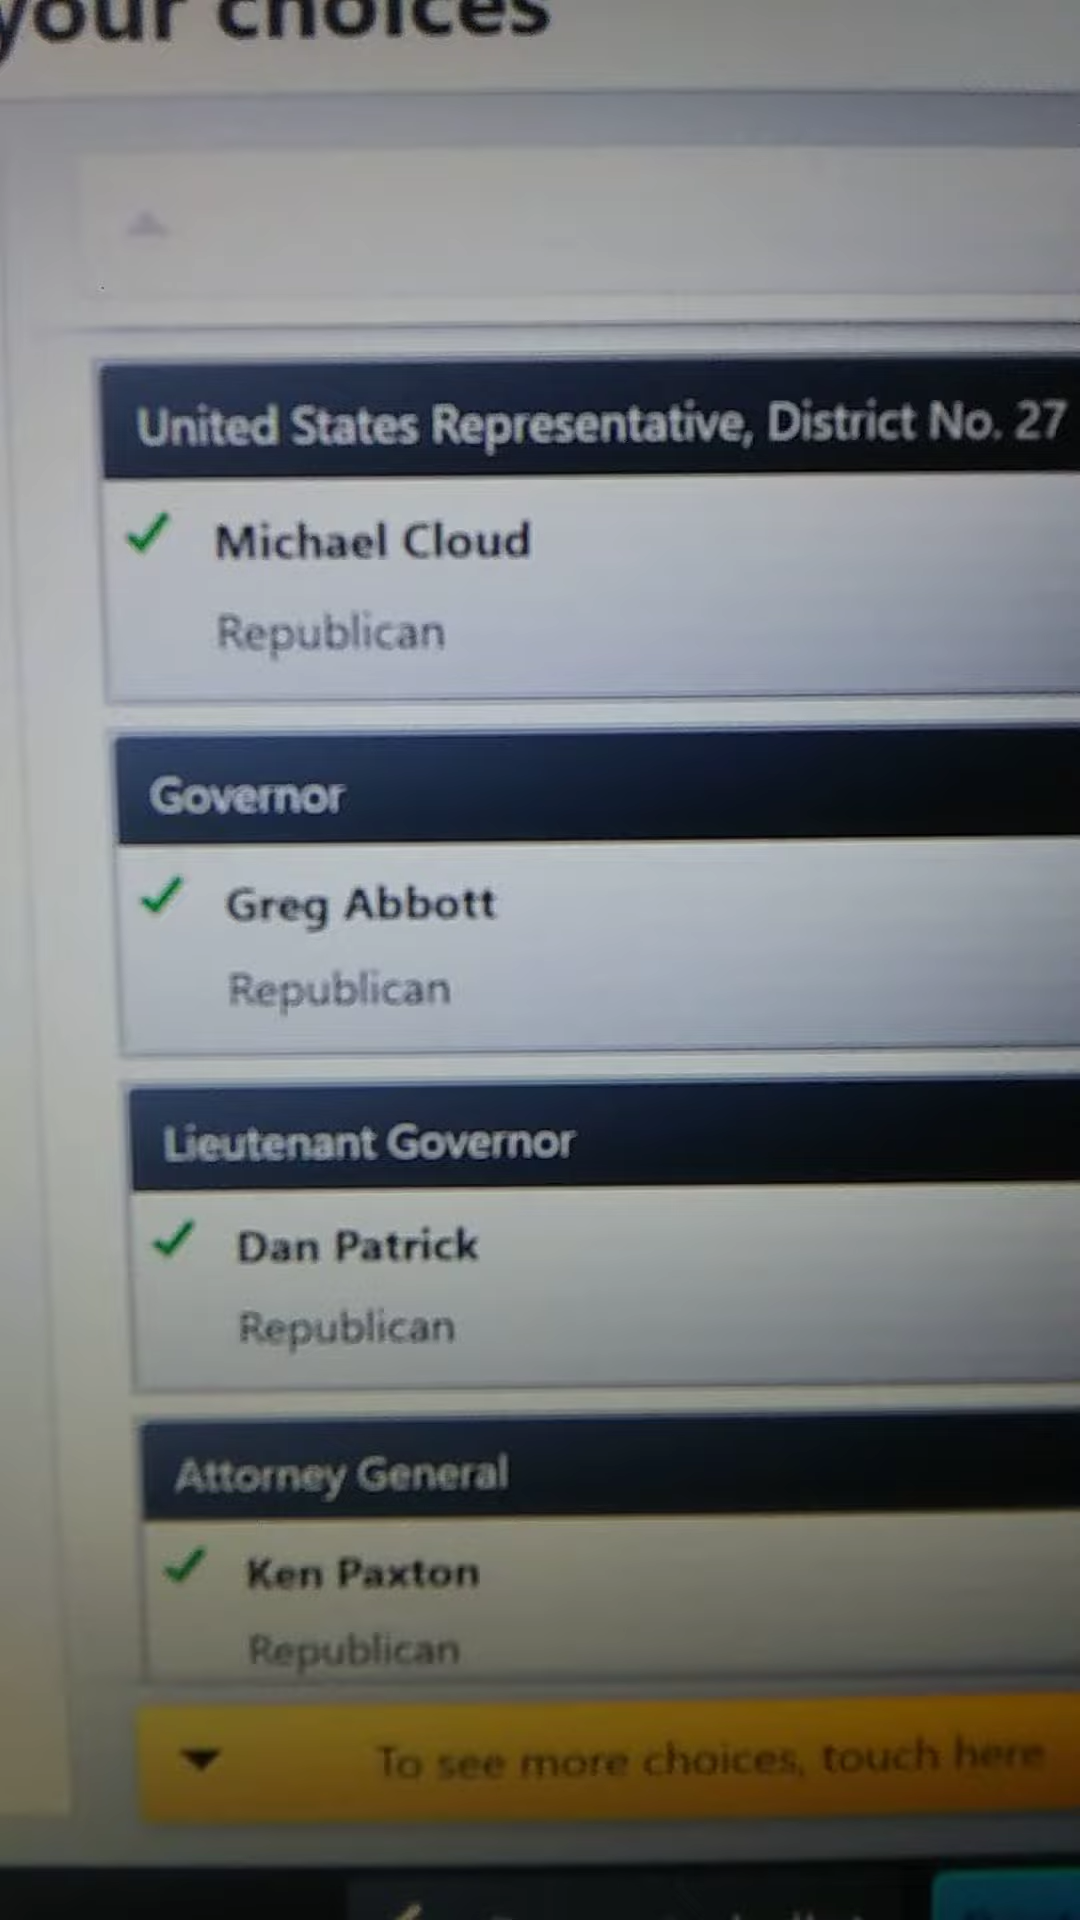 your choices
United States Representative, District No. 27
Michael Cloud
Republican
Governor
Greg Abbott
Republican
Lieutenant Governor
Dan Patrick
Republican
Attorney General
Ken Paxton
Republican
To see more choices, touch here